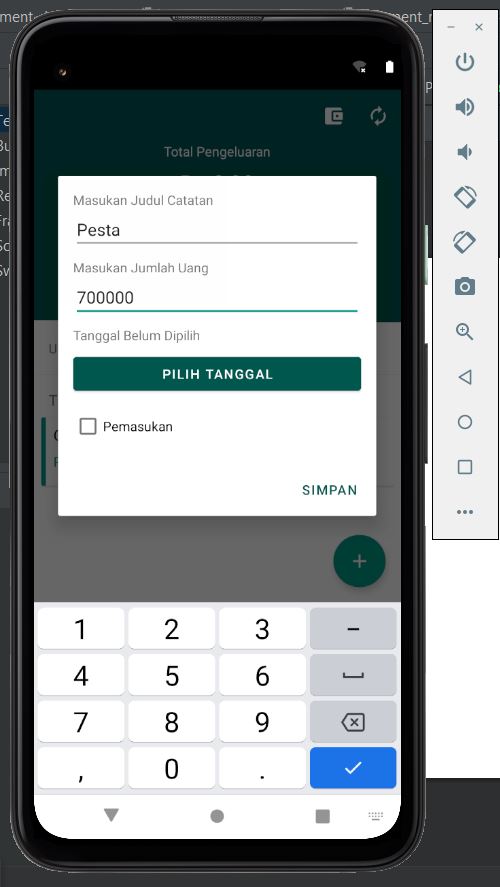 Total Pengeluaran
Masukan Judul Catatan
Pesta
Masukan Jumlah Uang
700000
Tanggal Belum Dipilih
PILIH TANGGAL
Pemasukan
SIMPAN
+
1 2 3 -
4 5 6
7 8 9
, 0 .